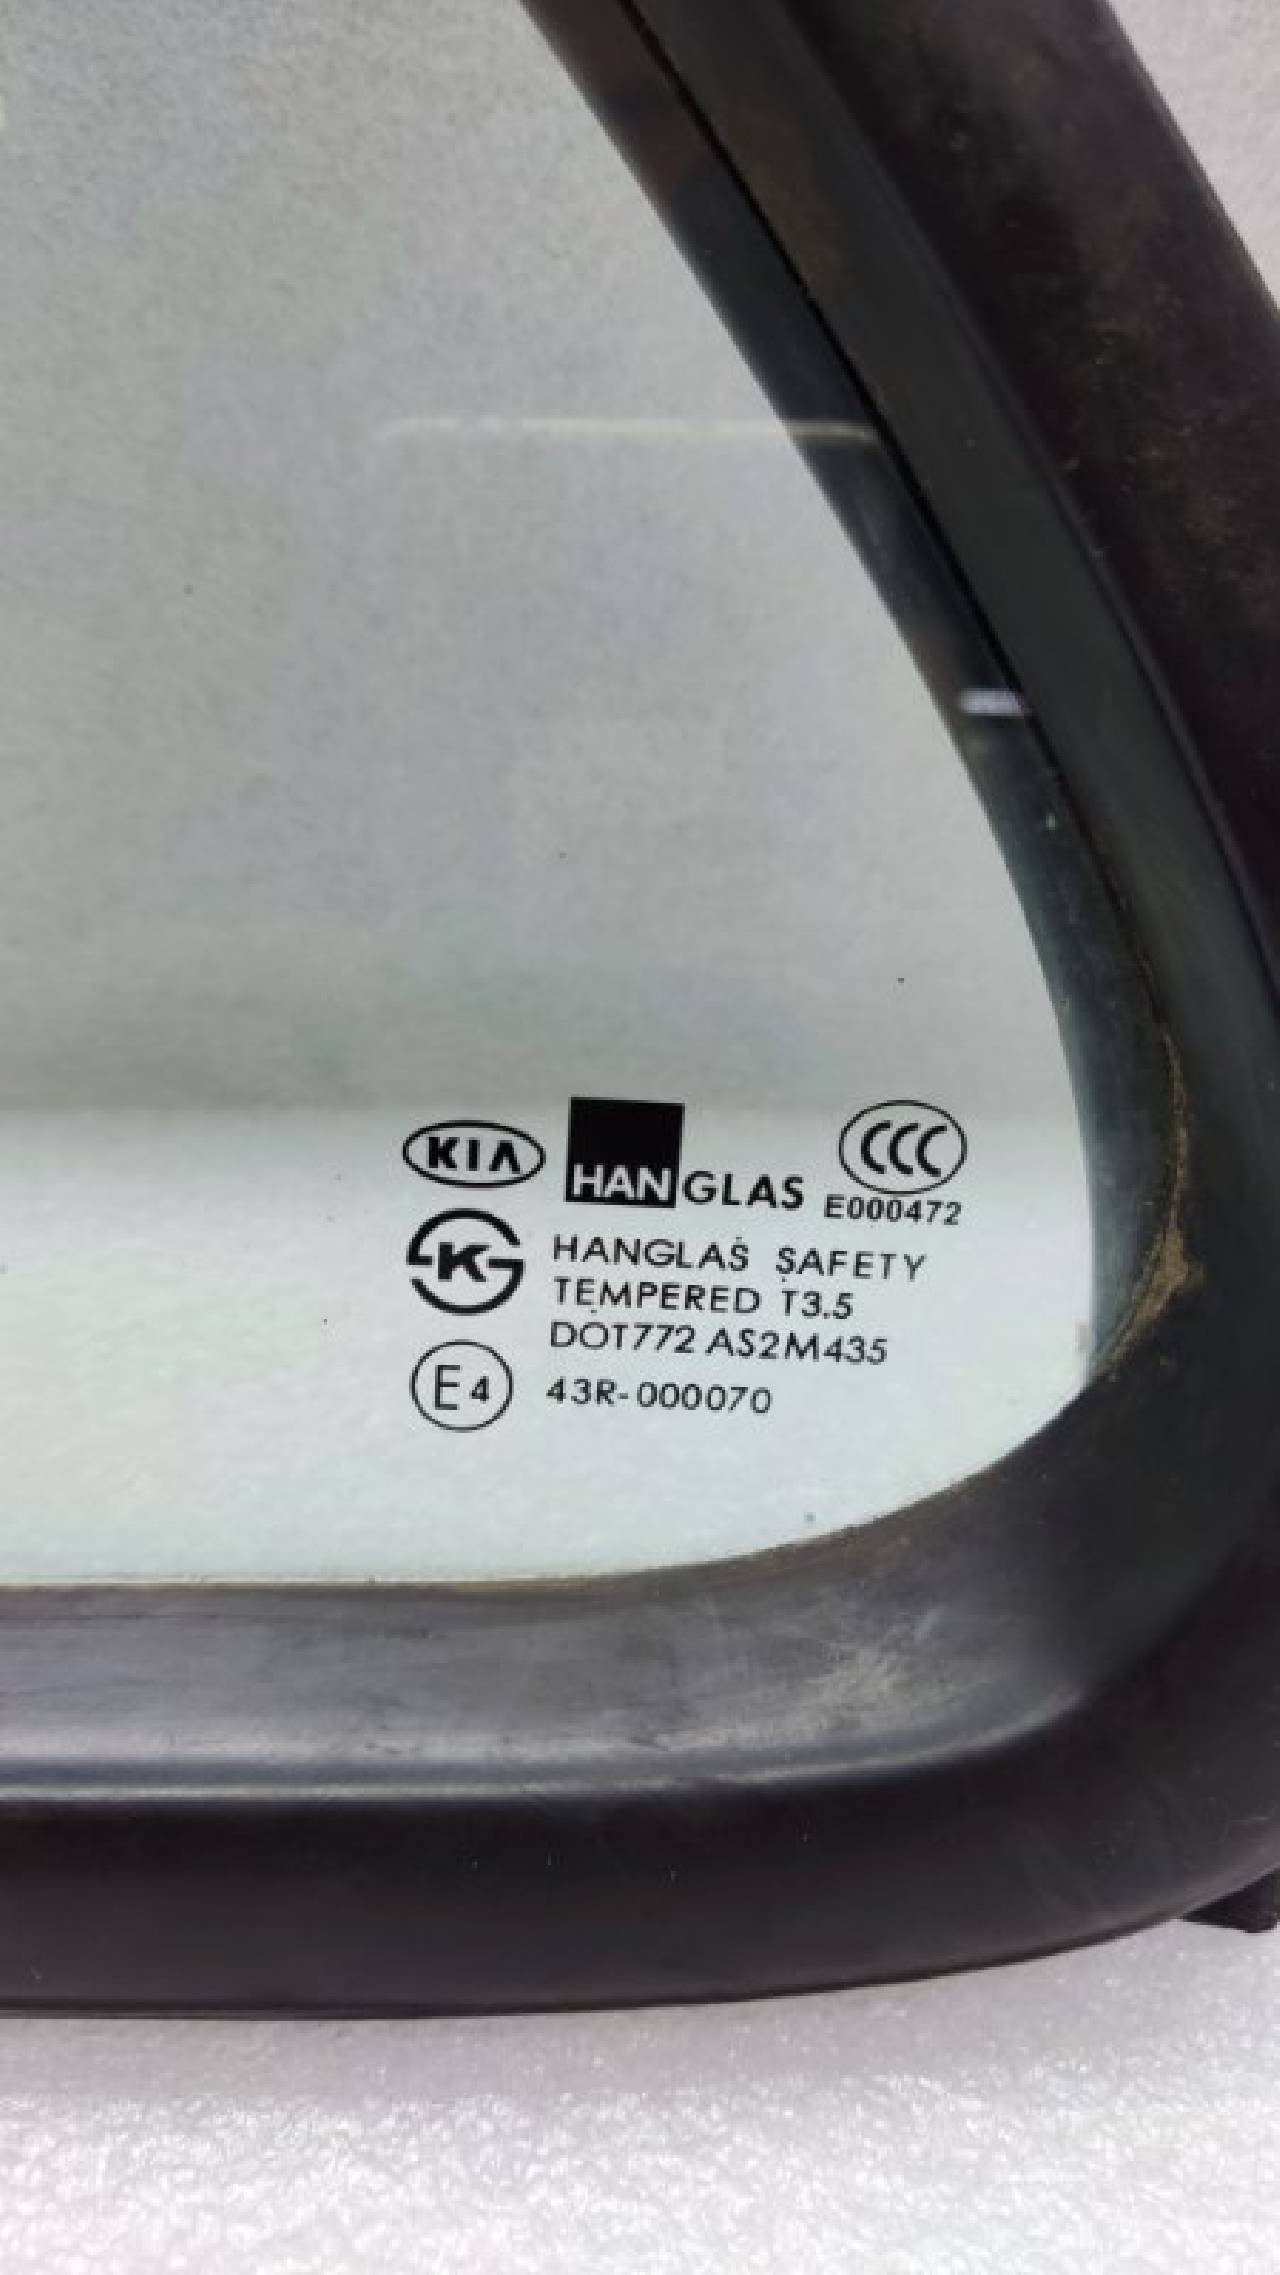 KIA HANGLAS CCC
E000472
K HANGLAS SAFETY
TEMPERED T3.5
DOT772 AS2M435
E4 43R-000070